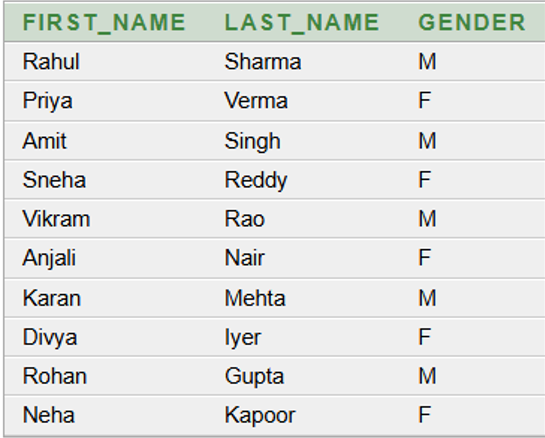 FIRST_NAME LAST_NAME GENDER
Rahul Sharma M
Priya Verma F
Amit Singh M
Sneha Reddy F
Vikram Rao M
Anjali Nair F
Karan Mehta M
Divya Iyer F
Rohan Gupta M
Neha Kapoor F